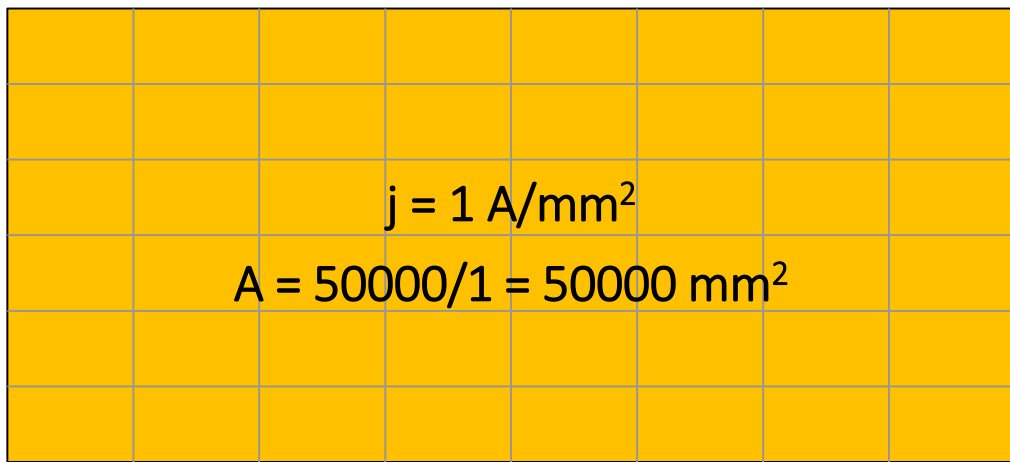 j = 1 A/mm²
A = 50000/1 = 50000 mm²